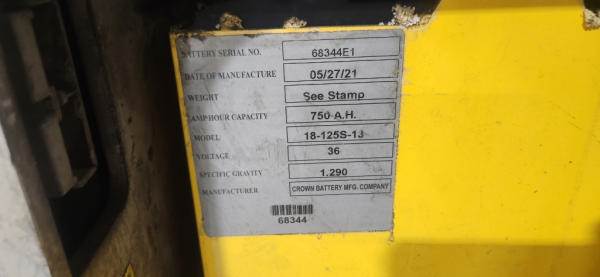 BATTERY SERIAL NO. 68344E1
DATE OF MANUFACTURE 05/27/21
WEIGHT See Stamp
AMP HOUR CAPACITY 750 A.H.
MODEL 18-125S-13
VOLTAGE 36
SPECIFIC GRAVITY 1.290
MANUFACTURER CROWN BATTERY MFG. COMPANY
68344